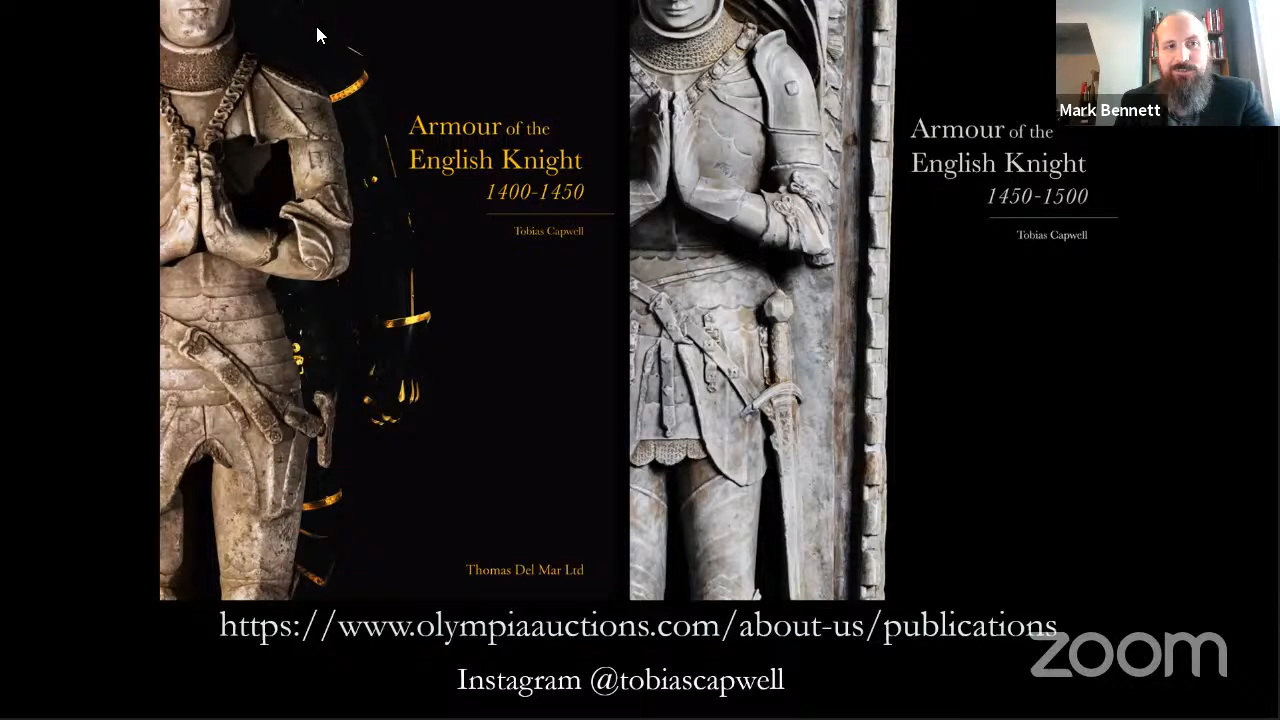 Armour of the
English Knight
1400-1450
Tobias Capwell
Thomas Del Mar Ltd
Armour of the
English Knight
1450-1500
Tobias Capwell
Mark Bennett
https://www.olympiaauctions.com/about-us/publications
Instagram @tobiascapwell
zoom